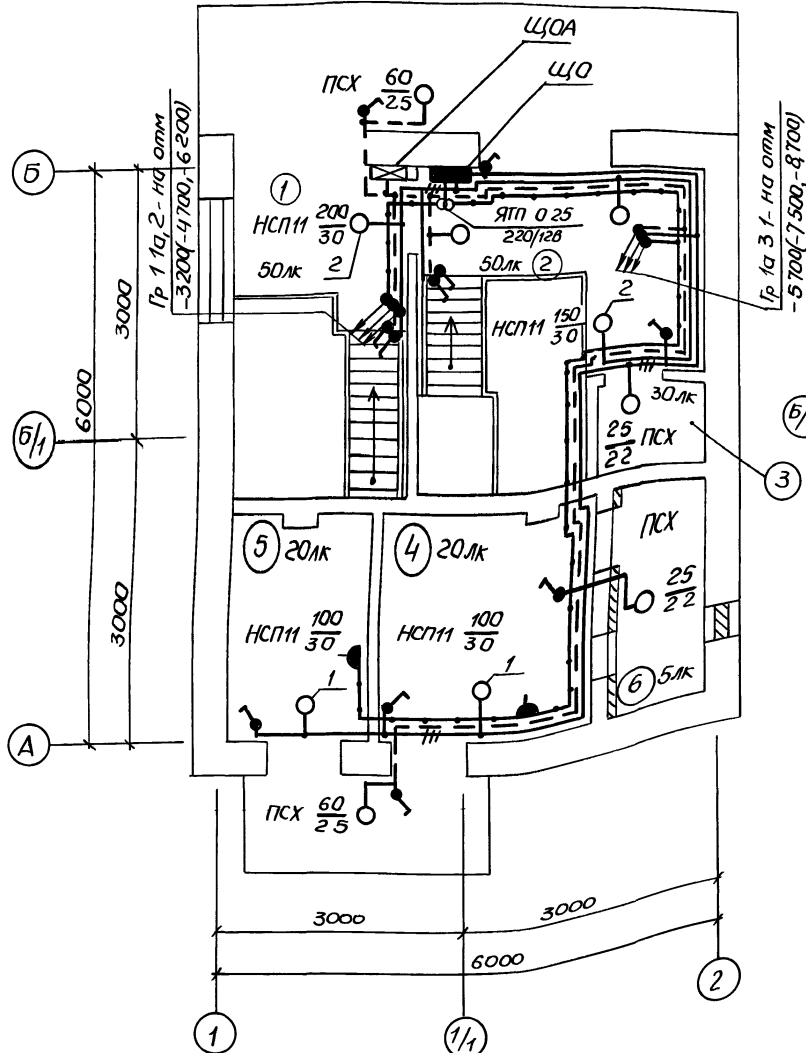 ЩОА
ЩО
ПСХ 60/25
Гр 1 1а, 2 - на отм
-3200(-4700,-6200)
Гр 1а 3 1- на отм
-5700(-7500,-8700)
Б
1
НСП11 200/30
50лк
2
ЯТП 0 25
220/12В
50лк
2
НСП11 150/30
2
30лк
25/22 ПСХ
3
3000
6000
Б/1
Б/
5
20лк
4
20лк
ПСХ
25/22
НСП11 100/30
НСП11 100/30
1
1
6
5лк
3000
А
ПСХ 60/25
3000
3000
6000
1
1/1
2